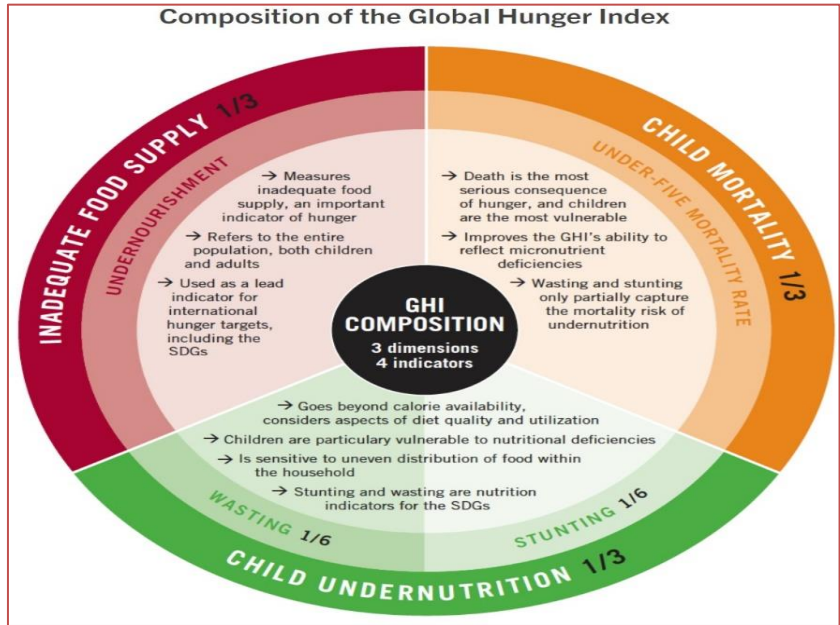 Composition of the Global Hunger Index
INADEQUATE FOOD SUPPLY 1/3
UNDERNOURISHMENT
→ Measures
inadequate food
supply, an important
indicator of hunger
→ Refers to the entire
population, both children
and adults
→ Used as a lead
indicator for
international
hunger targets,
including the
SDGs
CHILD MORTALITY 1/3
UNDER-FIVE MORTALITY RATE
→ Death is the most
serious consequence
of hunger, and children
are the most vulnerable
→ Improves the GHI's ability to
reflect micronutrient
deficiencies
→ Wasting and stunting
only partially capture
the mortality risk of
undernutrition
GHI
COMPOSITION
3 dimensions
4 indicators
→ Goes beyond calorie availability,
considers aspects of diet quality and utilization
→ Children are particulary vulnerable to nutritional deficiencies
→ Is sensitive to uneven distribution of food within
the household
→ Stunting and wasting are nutrition
indicators for the SDGs
WASTING 1/6
STUNTING 1/6
CHILD UNDERNUTRITION 1/3